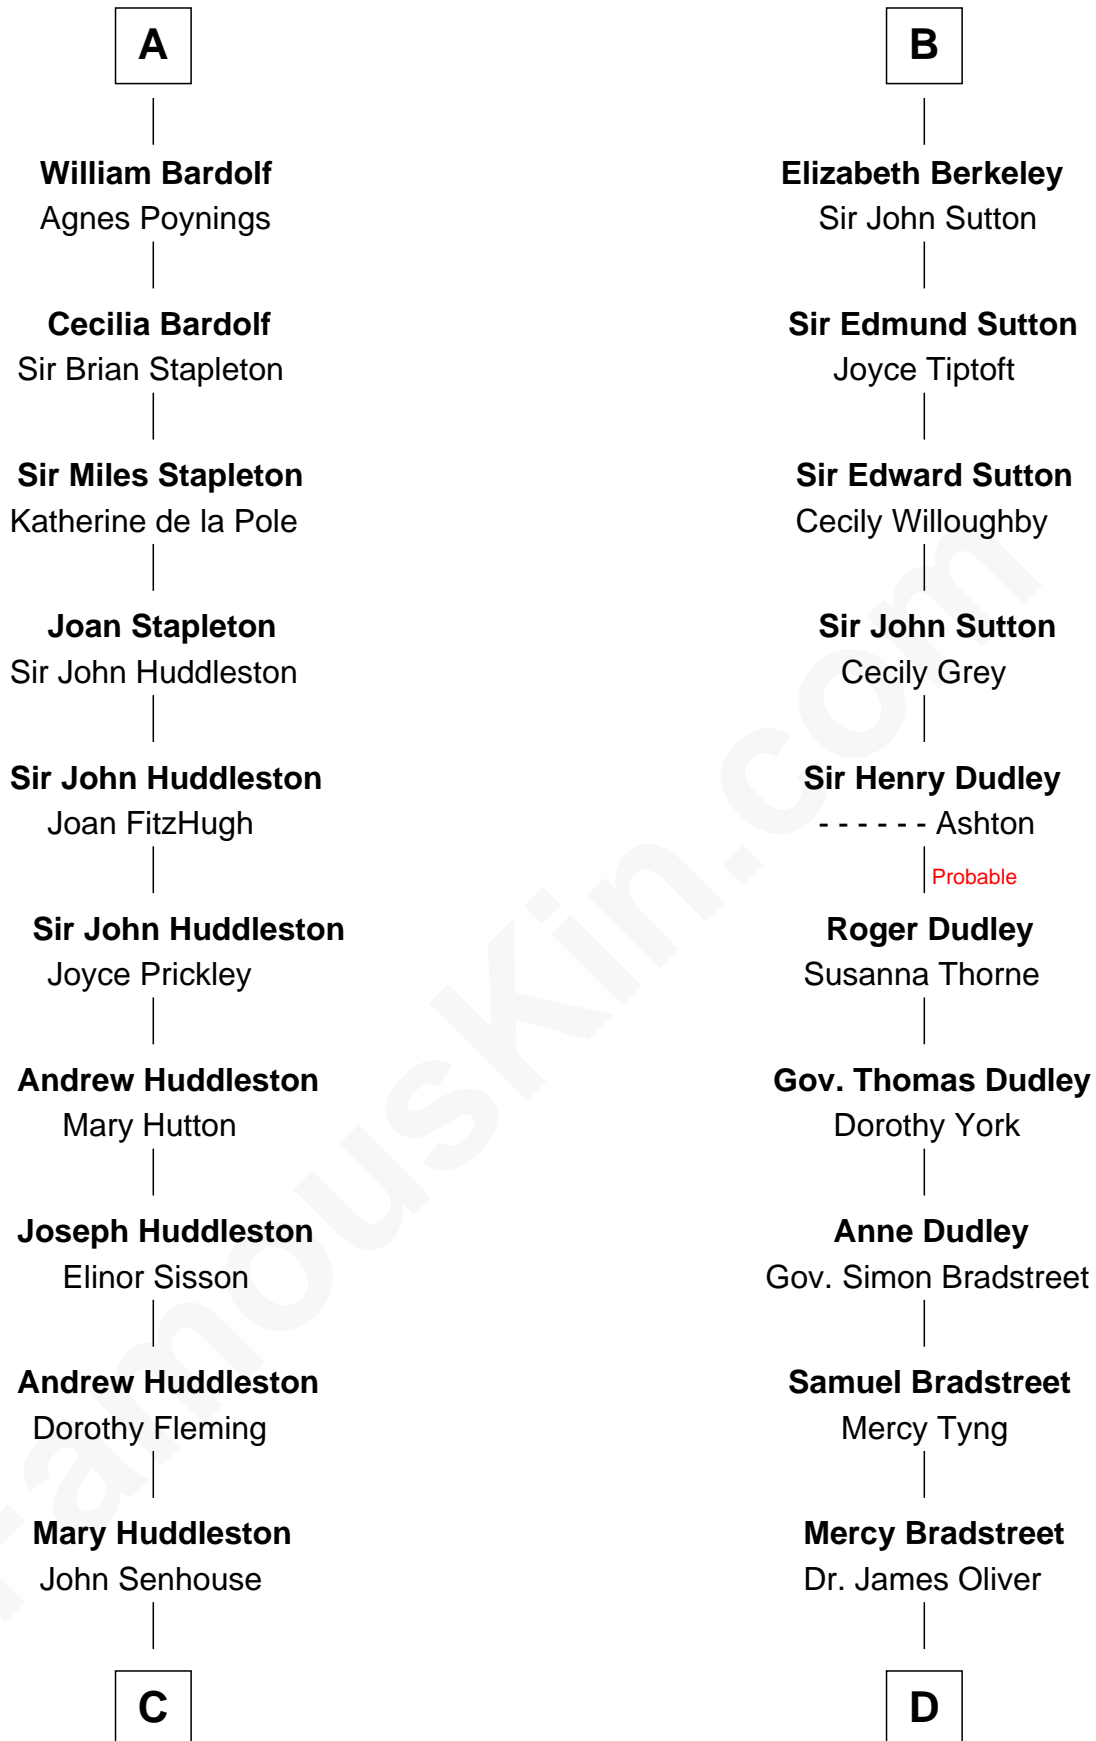 A
William Bardolf
Agnes Poynings
Cecilia Bardolf
Sir Brian Stapleton
Sir Miles Stapleton
Katherine de la Pole
Joan Stapleton
Sir John Huddleston
Sir John Huddleston
Joan FitzHugh
Sir John Huddleston
Joyce Prickley
Andrew Huddleston
Mary Hutton
Joseph Huddleston
Elinor Sisson
Andrew Huddleston
Dorothy Fleming
Mary Huddleston
John Senhouse
C
B
Elizabeth Berkeley
Sir John Sutton
Sir Edmund Sutton
Joyce Tiptoft
Sir Edward Sutton
Cecily Willoughby
Sir John Sutton
Cecily Grey
Sir Henry Dudley
- - - - - - Ashton
Probable
Roger Dudley
Susanna Thorne
Gov. Thomas Dudley
Dorothy York
Anne Dudley
Gov. Simon Bradstreet
Samuel Bradstreet
Mercy Tyng
Mercy Bradstreet
Dr. James Oliver
D
FamousKin.com